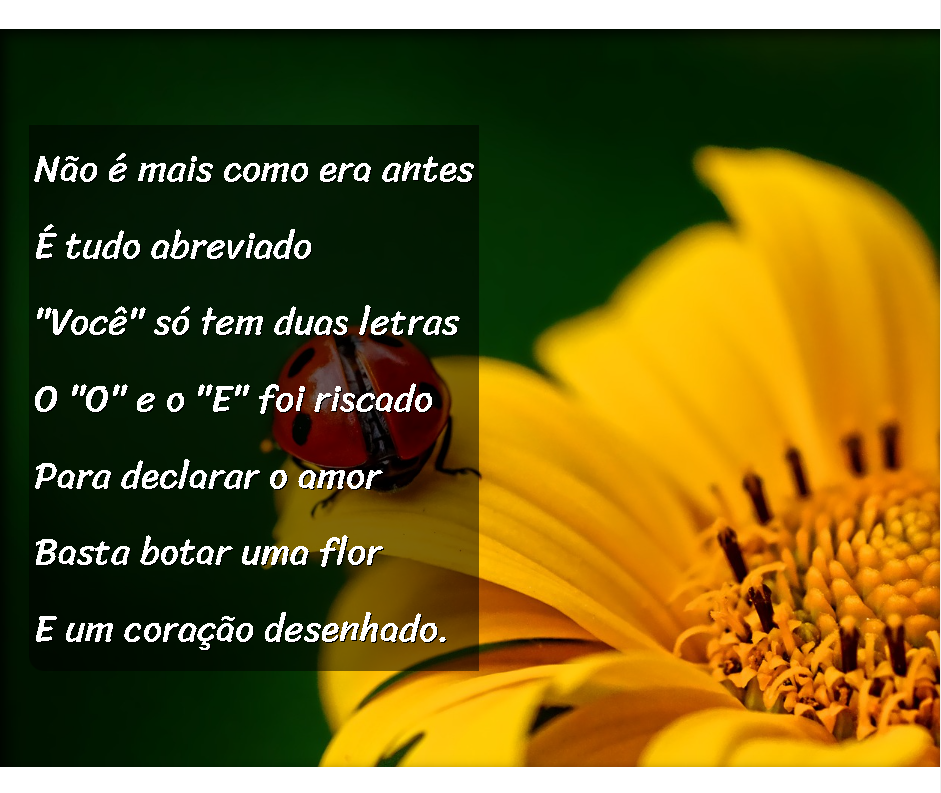 Não é mais como era antes
É tudo abreviado
"Você" só tem duas letras
O "O" e o "E" foi riscado
Para declarar o amor
Basta botar uma flor
E um coração desenhado.